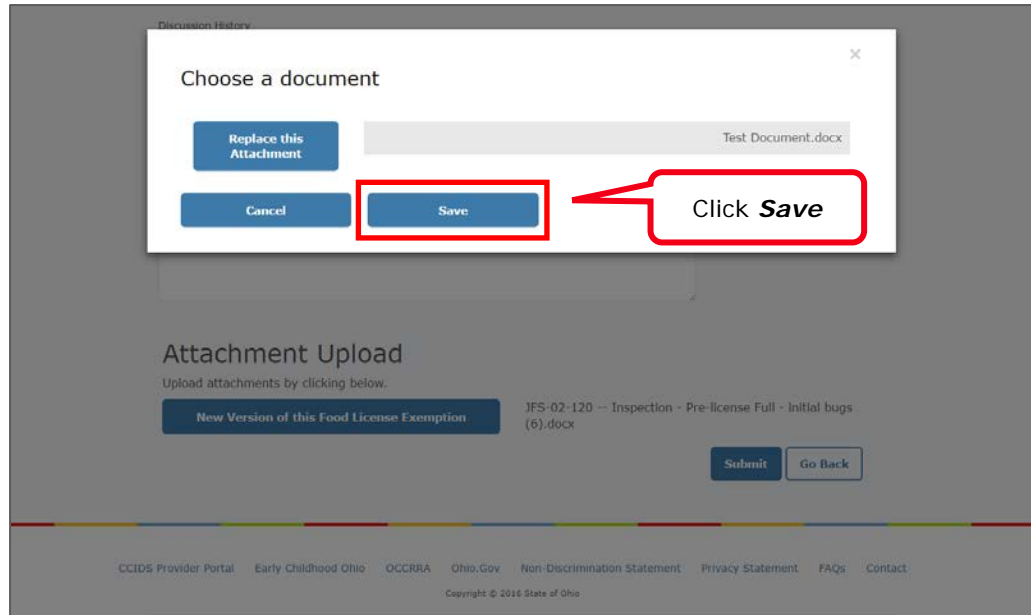 Discussion History
×
Choose a document
Replace this
Attachment
Test Document.docx
Cancel
Save
Click Save
Attachment Upload
Upload attachments by clicking below.
New Version of this Food License Exemption
JFS-02-120 -- Inspection - Pre-license Full - Initial bugs
(6).docx
Submit
Go Back
CCIDS Provider Portal Early Childhood Ohio OCCRRA Ohio.Gov Non-Discrimination Statement Privacy Statement FAQs Contact
Copyright © 2016 State of Ohio